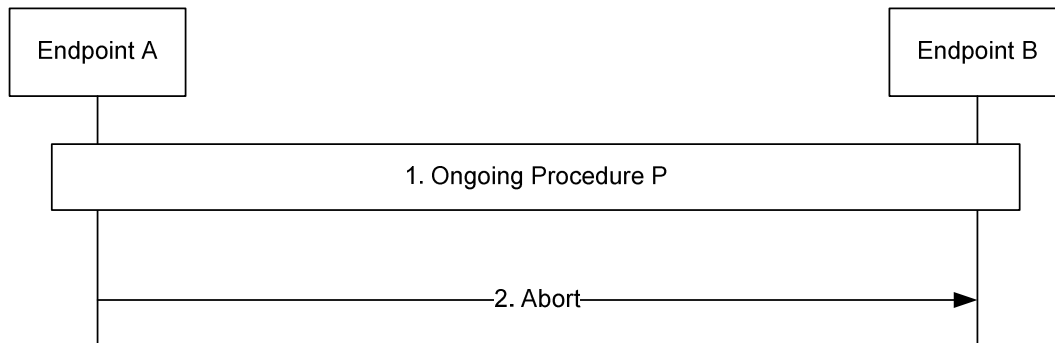 Endpoint A
Endpoint B
1. Ongoing Procedure P
2. Abort